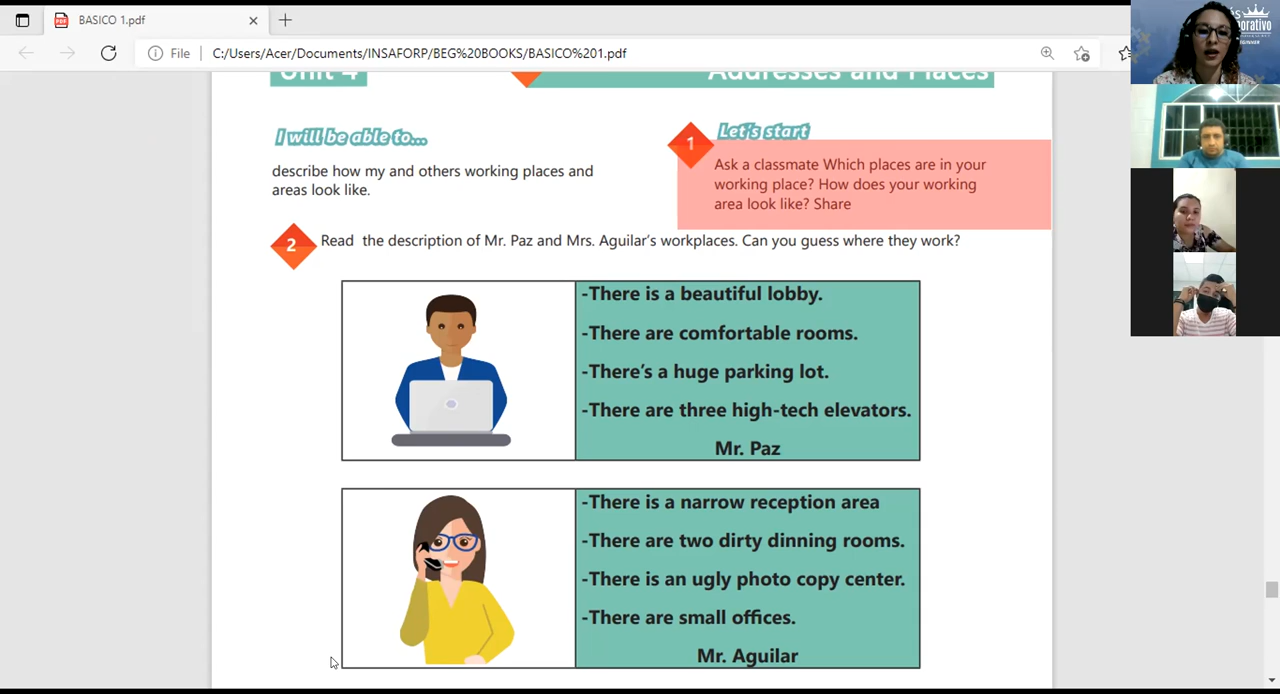 BASICO 1.pdf
File C:/Users/Acer/Documents/INSAFORP/BEG%20BOOKS/BASICO%201.pdf
Unit 4 Addresses and Places
I will be able to...
describe how my and others working places and
areas look like.
1 Let's start
Ask a classmate Which places are in your
working place? How does your working
area look like? Share
2 Read the description of Mr. Paz and Mrs. Aguilar's workplaces. Can you guess where they work?
-There is a beautiful lobby.
-There are comfortable rooms.
-There's a huge parking lot.
-There are three high-tech elevators.
Mr. Paz
-There is a narrow reception area
-There are two dirty dinning rooms.
-There is an ugly photo copy center.
-There are small offices.
Mr. Aguilar